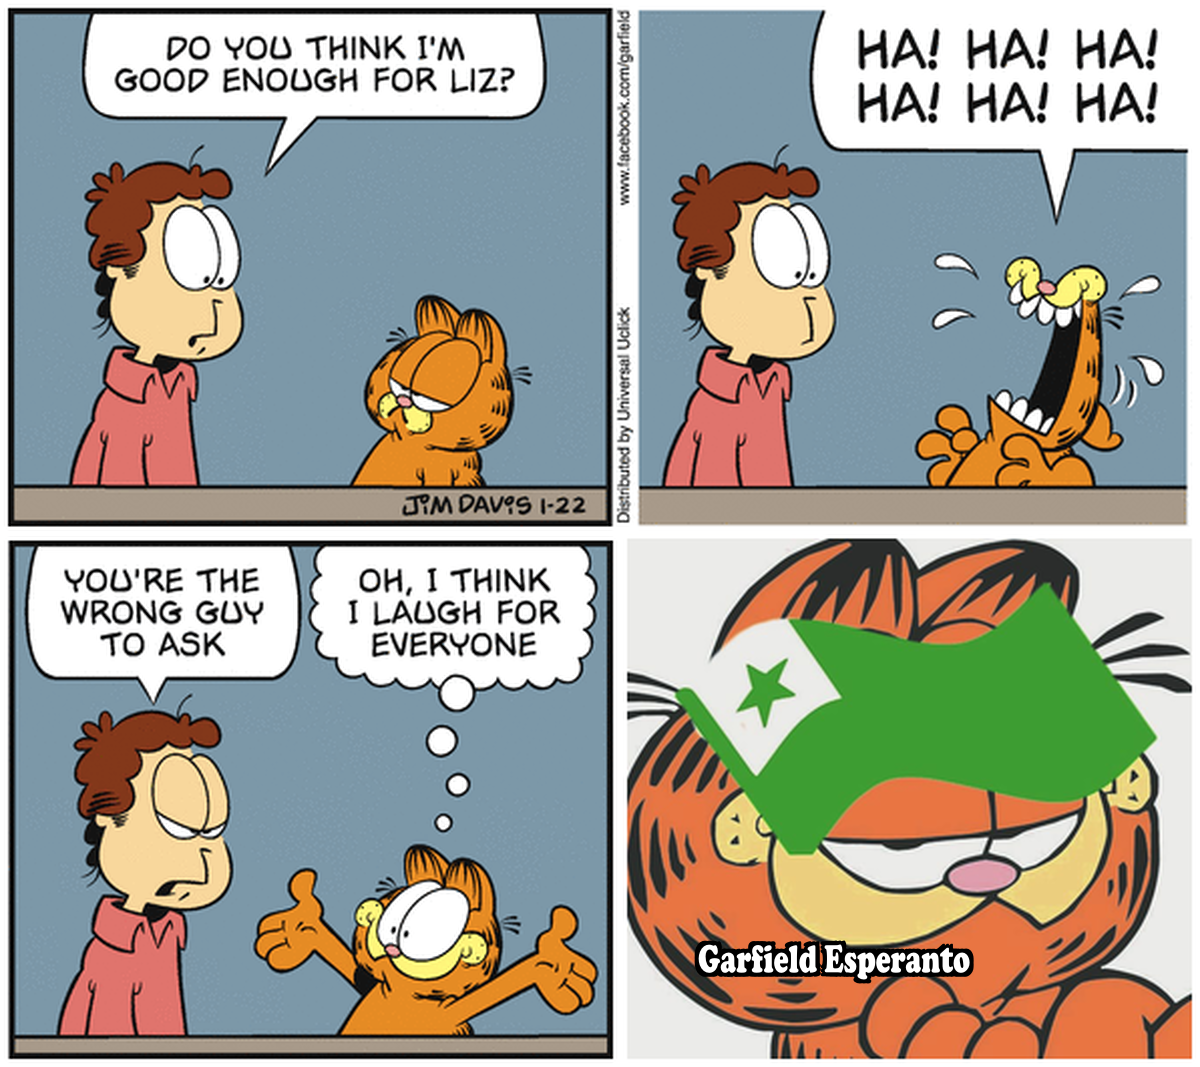 DO YOU THINK I'M
GOOD ENOUGH FOR LIZ?
JIM DAVIS 1-22
www.facebook.com/garfield
Distributed by Universal Uclick
HA! HA! HA!
HA! HA! HA!
YOU'RE THE
WRONG GUY
TO ASK
OH, I THINK
I LAUGH FOR
EVERYONE
Garfield Esperanto